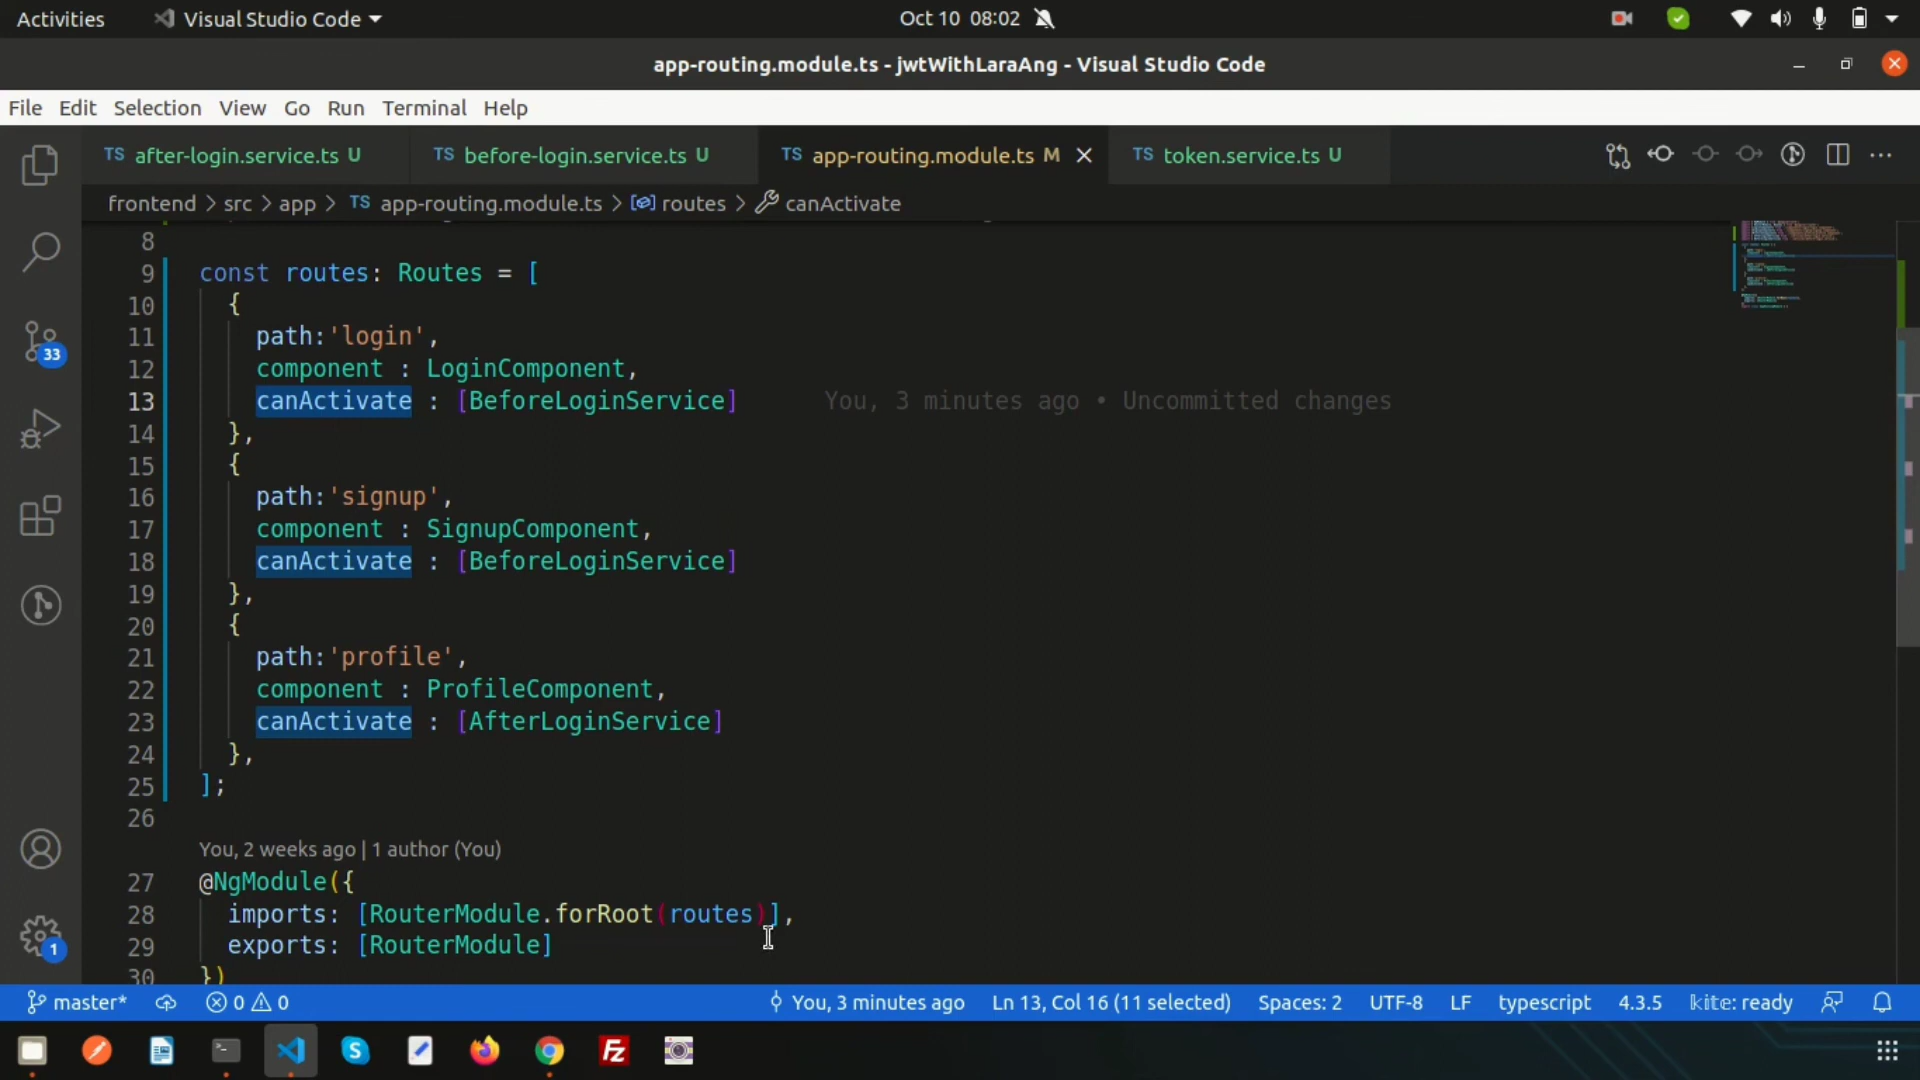 Activities Visual Studio Code Oct 10 08:02
app-routing.module.ts - jwtWithLaraAng - Visual Studio Code
File Edit Selection View Go Run Terminal Help
TS after-login.service.ts U TS before-login.service.ts U TS app-routing.module.ts M TS token.service.ts U
frontend > src > app > TS app-routing.module.ts > routes > canActivate
8
9 const routes: Routes = [
10 {
11 path:'login',
12 component : LoginComponent,
13 canActivate : [BeforeLoginService] You, 3 minutes ago • Uncommitted changes
14 },
15 {
16 path:'signup',
17 component : SignupComponent,
18 canActivate : [BeforeLoginService]
19 },
20 {
21 path:'profile',
22 component : ProfileComponent,
23 canActivate : [AfterLoginService]
24 },
25 ];
26
You, 2 weeks ago | 1 author (You)
27 @NgModule({
28 imports: [RouterModule.forRoot(routes)],
29 exports: [RouterModule]
30 })
33
1
master* 0 0 You, 3 minutes ago Ln 13, Col 16 (11 selected) Spaces: 2 UTF-8 LF typescript 4.3.5 kite: ready